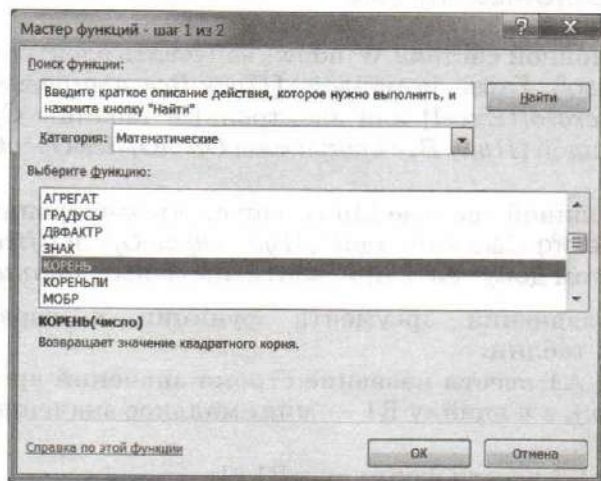 Мастер функций - шаг 1 из 2
Поиск функции:
Введите краткое описание действия, которое нужно выполнить, и
нажмите кнопку "Найти"
Найти
Категория: Математические
Выберите функцию:
АГРЕГАТ
ГРАДУСЫ
ДВФАКТР
ЗНАК
КОРЕНЬ
КОРЕНЬПИ
МОБР
КОРЕНЬ(число)
Возвращает значение квадратного корня.
Справка по этой функции
ОК
Отмена